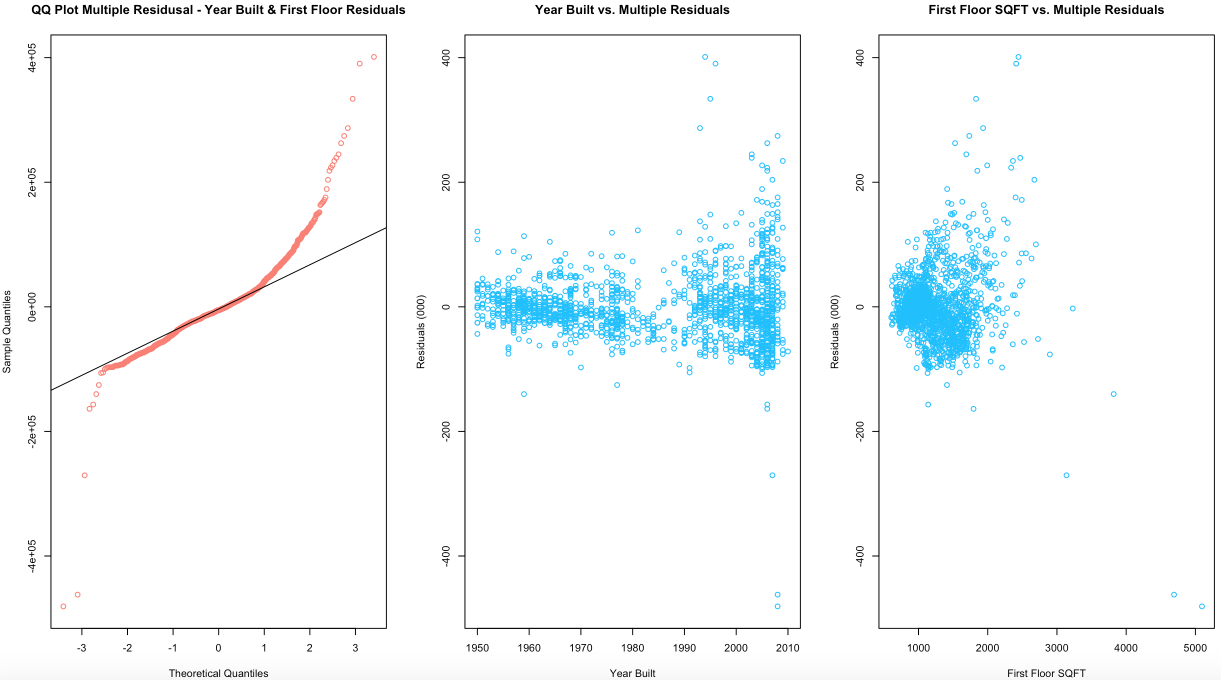 QQ Plot Multiple Residusal - Year Built & First Floor Residuals
Sample Quantiles
4e+05
2e+05
0e+00
-2e+05
-4e+05
-3 -2 -1 0 1 2 3
Theoretical Quantiles
Year Built vs. Multiple Residuals
Residuals (000)
400
200
0
-200
-400
1950 1960 1970 1980 1990 2000 2010
Year Built
First Floor SQFT vs. Multiple Residuals
Residuals (000)
400
200
0
-200
-400
1000 2000 3000 4000 5000
First Floor SQFT